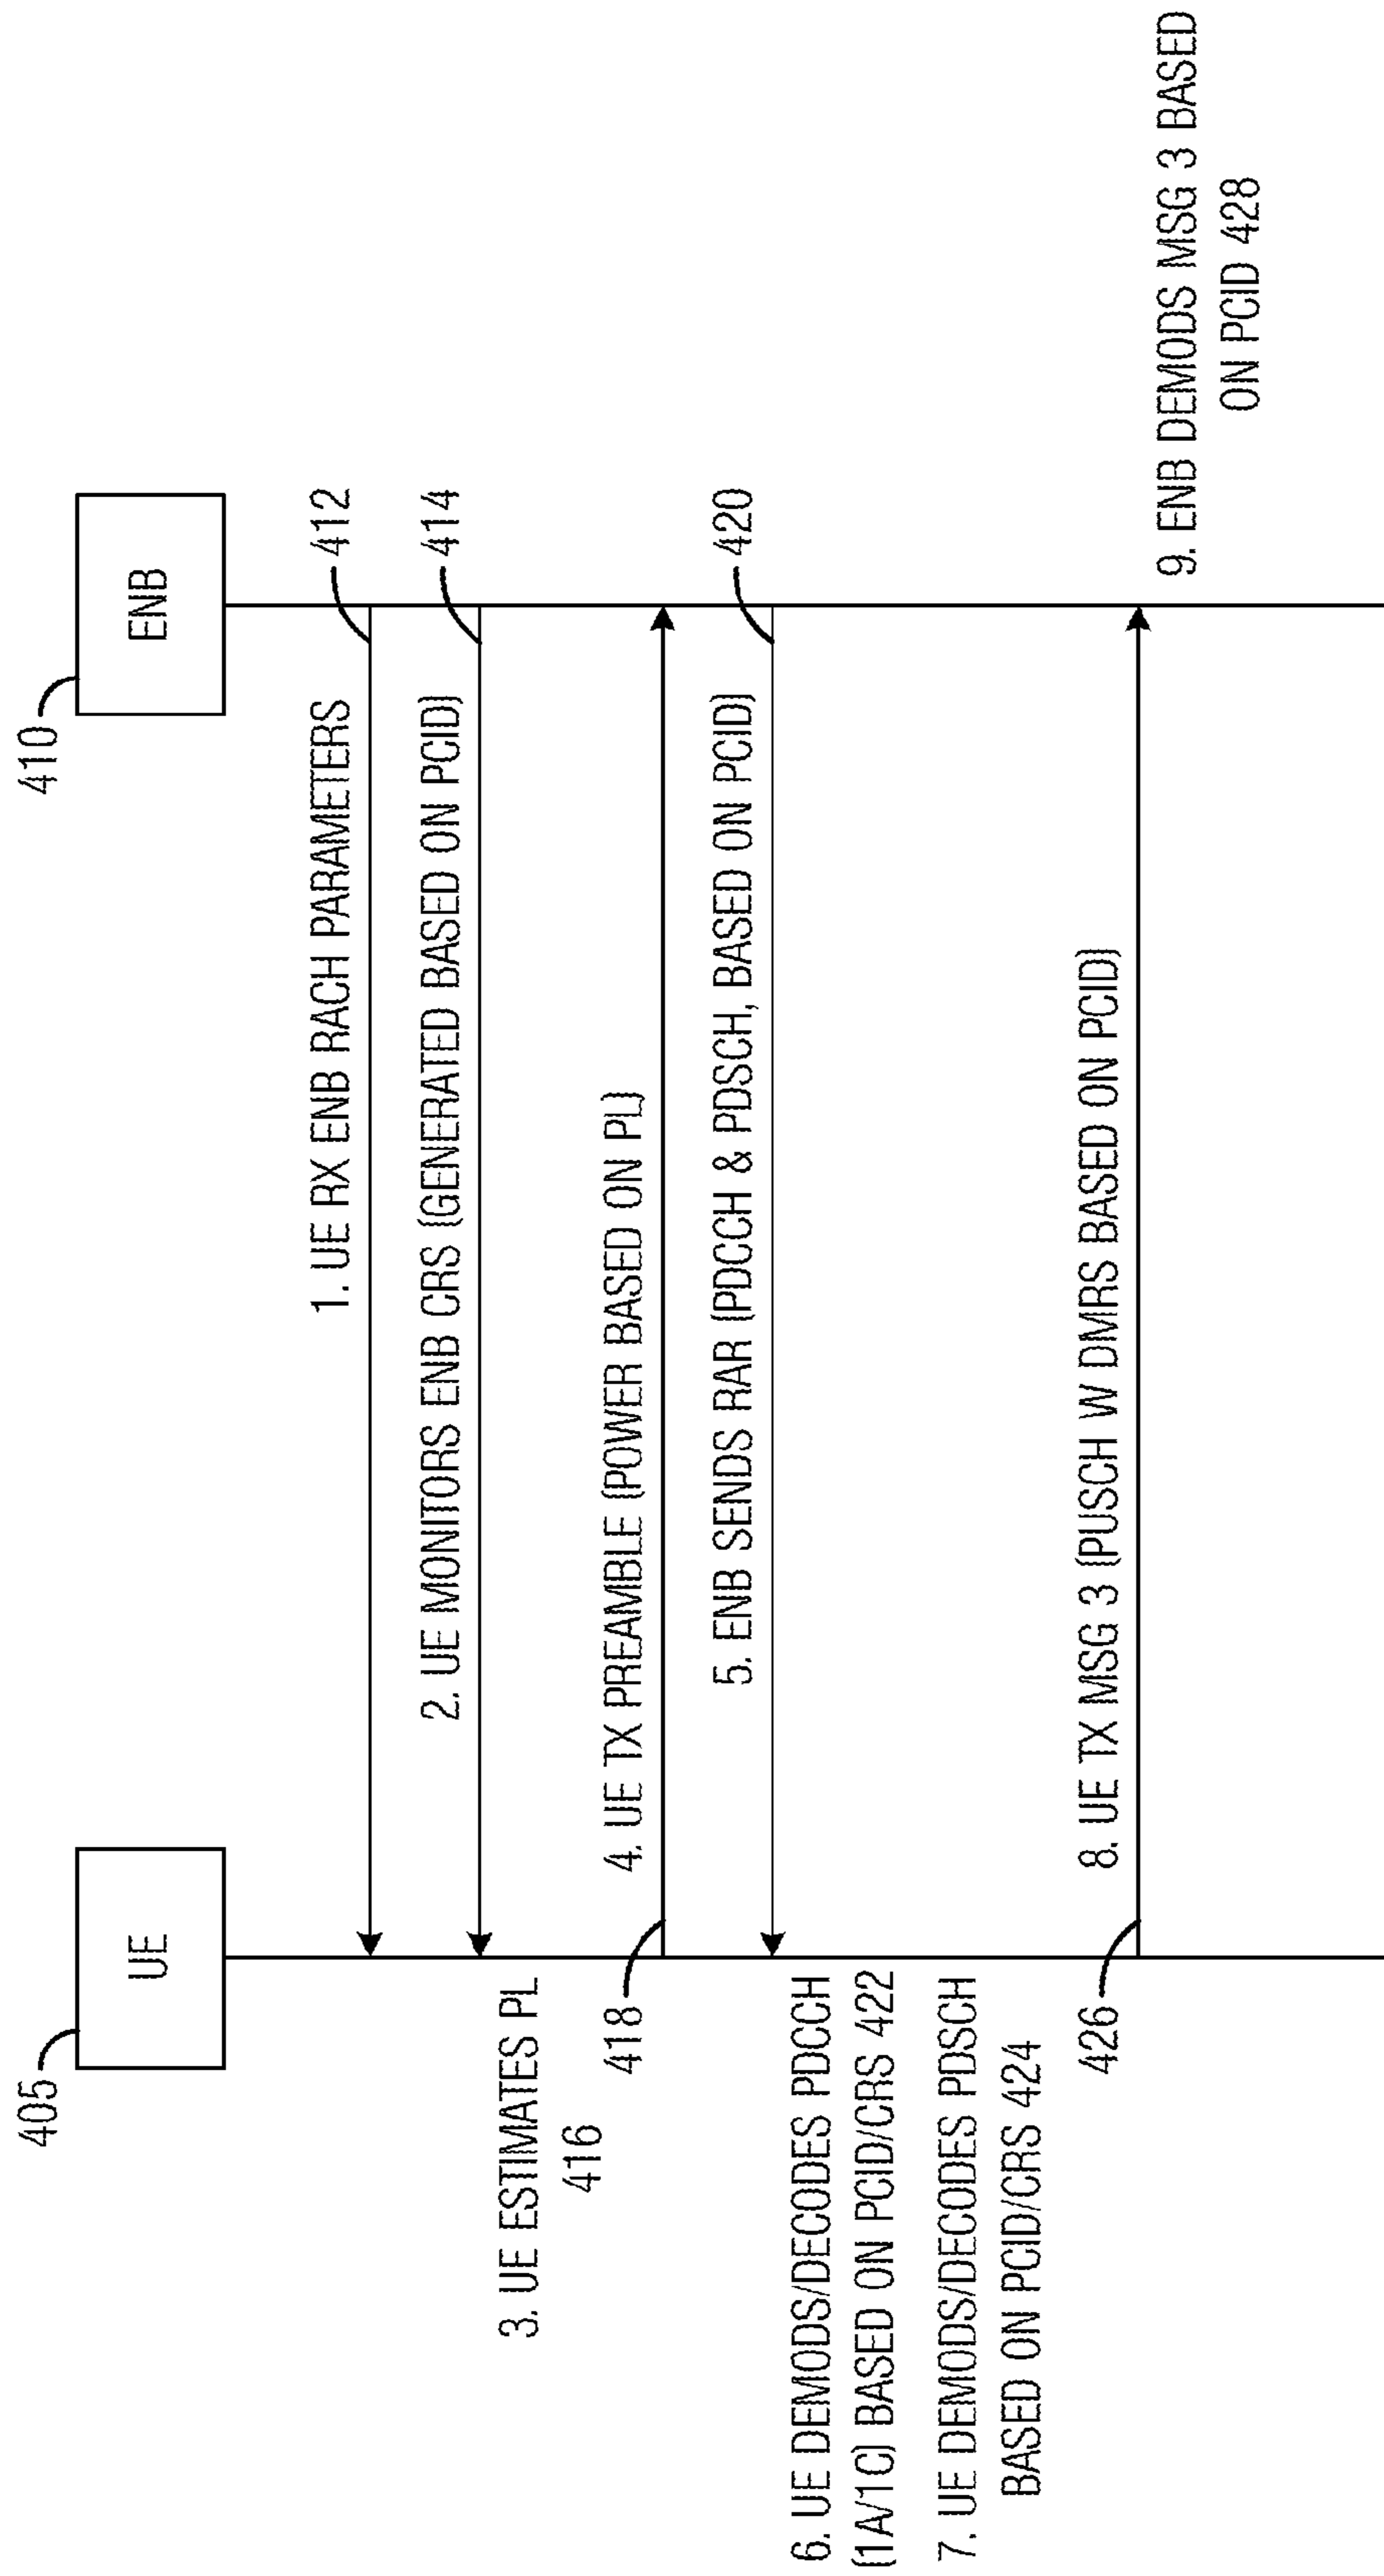 405
UE
410
ENB
1. UE RX ENB RACH PARAMETERS
412
2. UE MONITORS ENB CRS (GENERATED BASED ON PCID)
414
3. UE ESTIMATES PL
416
4. UE TX PREAMBLE (POWER BASED ON PL)
418
5. ENB SENDS RAR (PDCCH & PDSCH, BASED ON PCID)
420
6. UE DEMODS/DECODES PDCCH
(1A/1C) BASED ON PCID/CRS 422
7. UE DEMODS/DECODES PDSCH
BASED ON PCID/CRS 424
8. UE TX MSG 3 (PUSCH W DMRS BASED ON PCID)
426
9. ENB DEMODS MSG 3 BASED
ON PCID 428